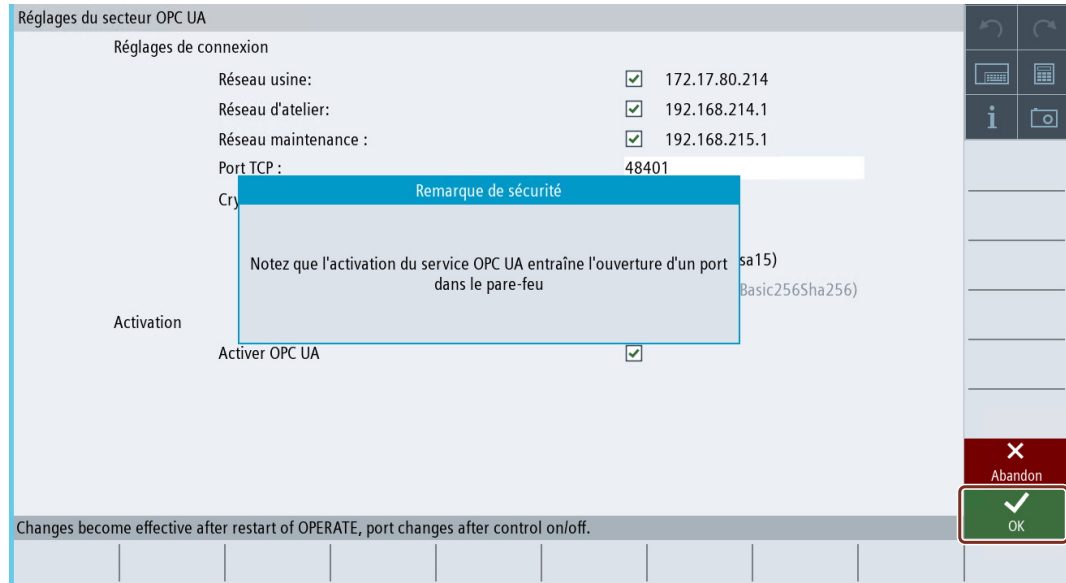 Réglages du secteur OPC UA
Réglages de connexion
Réseau usine: 172.17.80.214
Réseau d'atelier: 192.168.214.1
Réseau maintenance : 192.168.215.1
Port TCP : 48401
Cry
Remarque de sécurité
Notez que l'activation du service OPC UA entraîne l'ouverture d'un port
dans le pare-feu
sa15)
Basic256Sha256)
Activation
Activer OPC UA
Abandon
OK
Changes become effective after restart of OPERATE, port changes after control on/off.